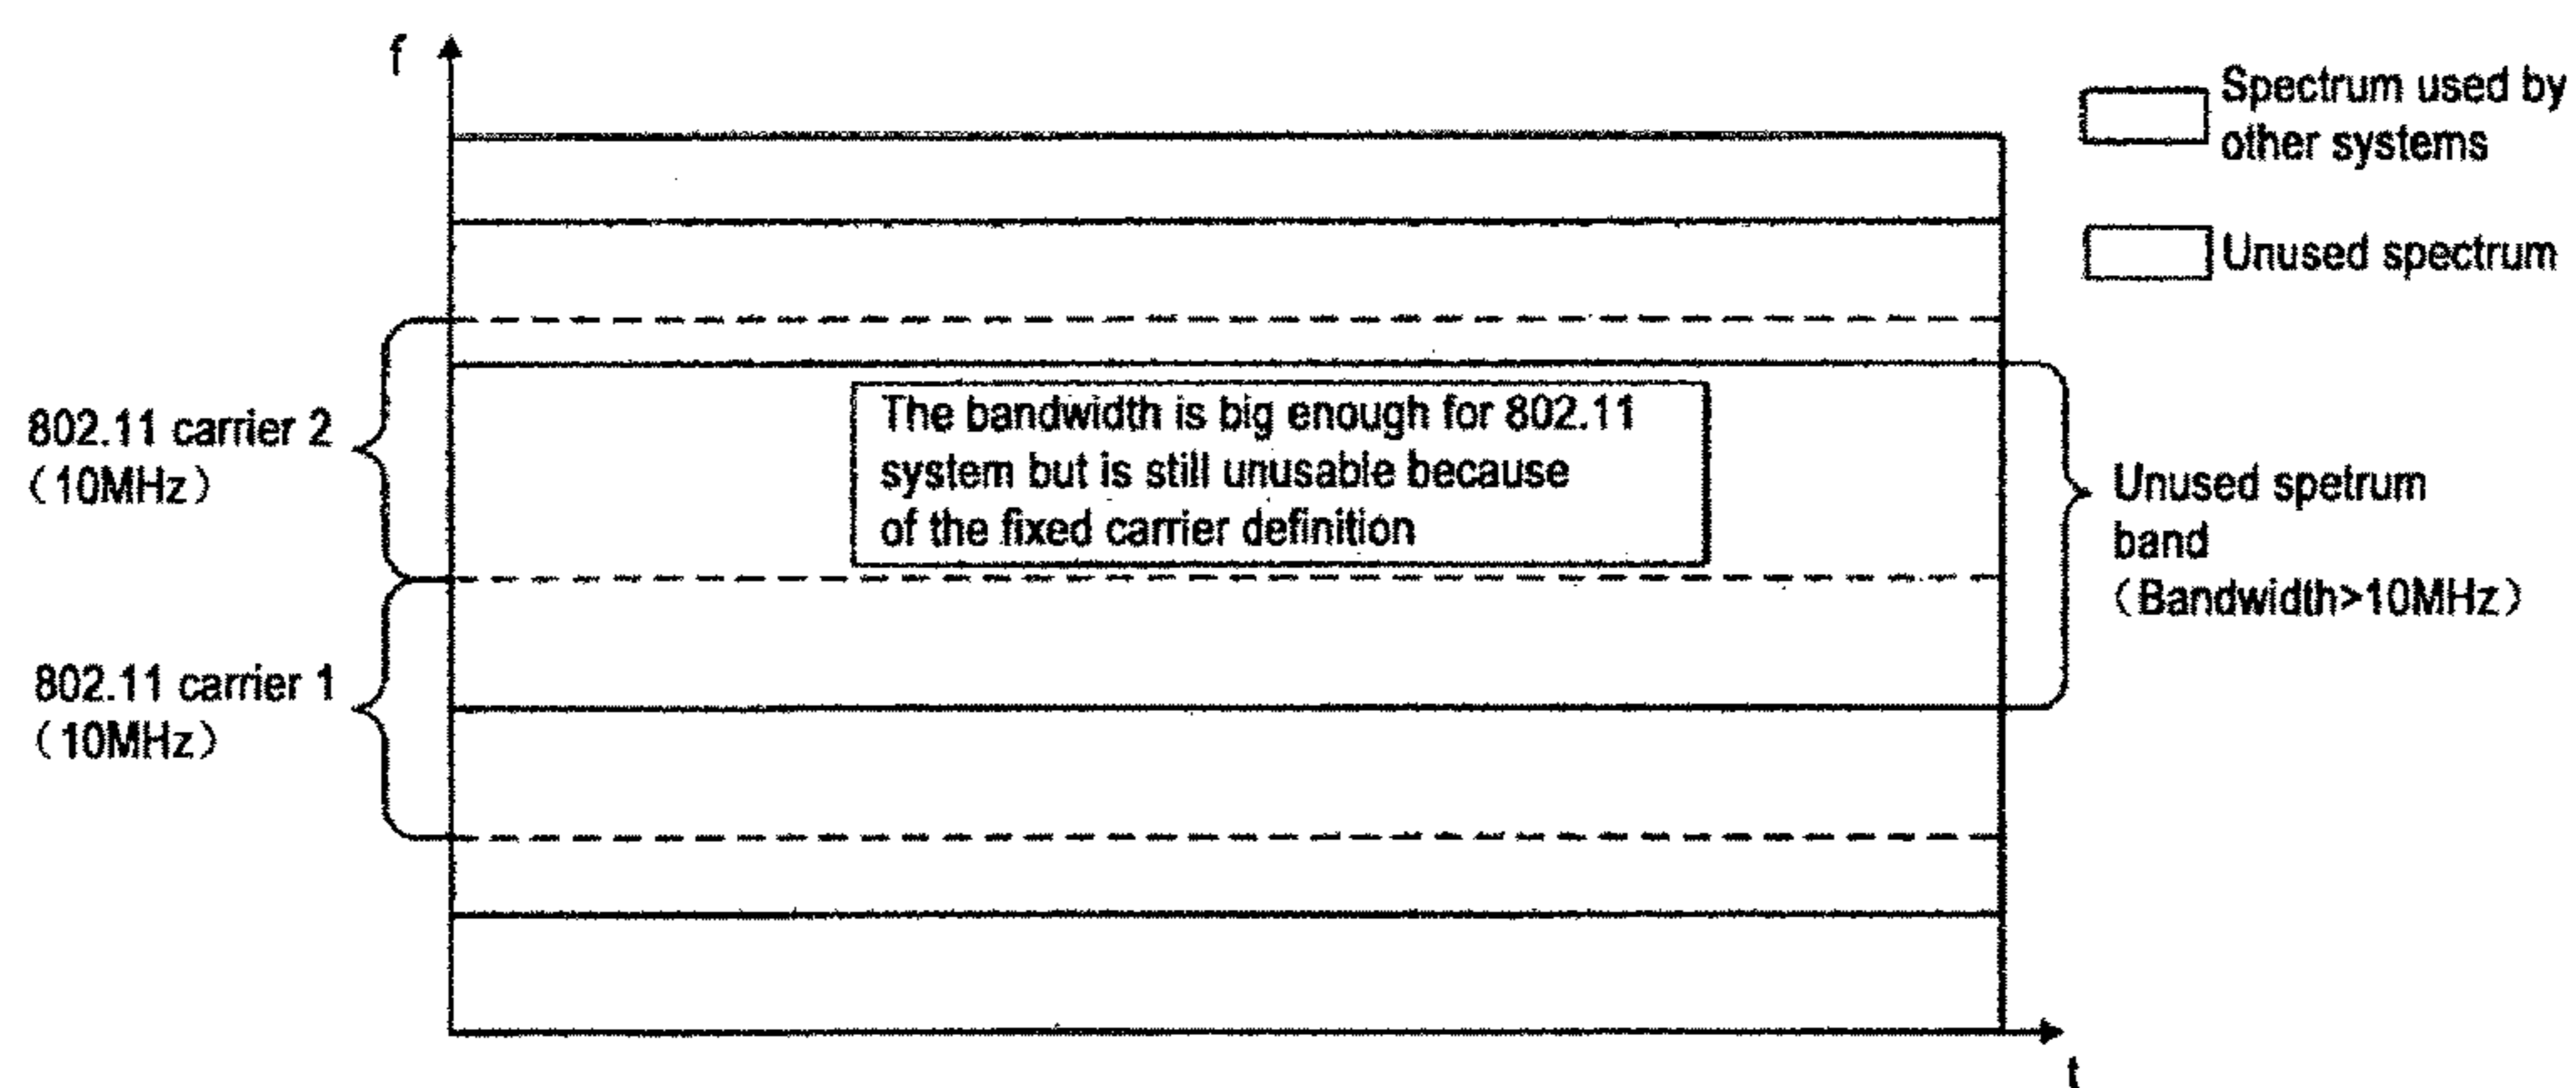 f
Spectrum used by
other systems
Unused spectrum
802.11 carrier 2
（10MHz）
The bandwidth is big enough for 802.11
system but is still unusable because
of the fixed carrier definition
Unused spetrum
band
（Bandwidth>10MHz）
802.11 carrier 1
（10MHz）
t